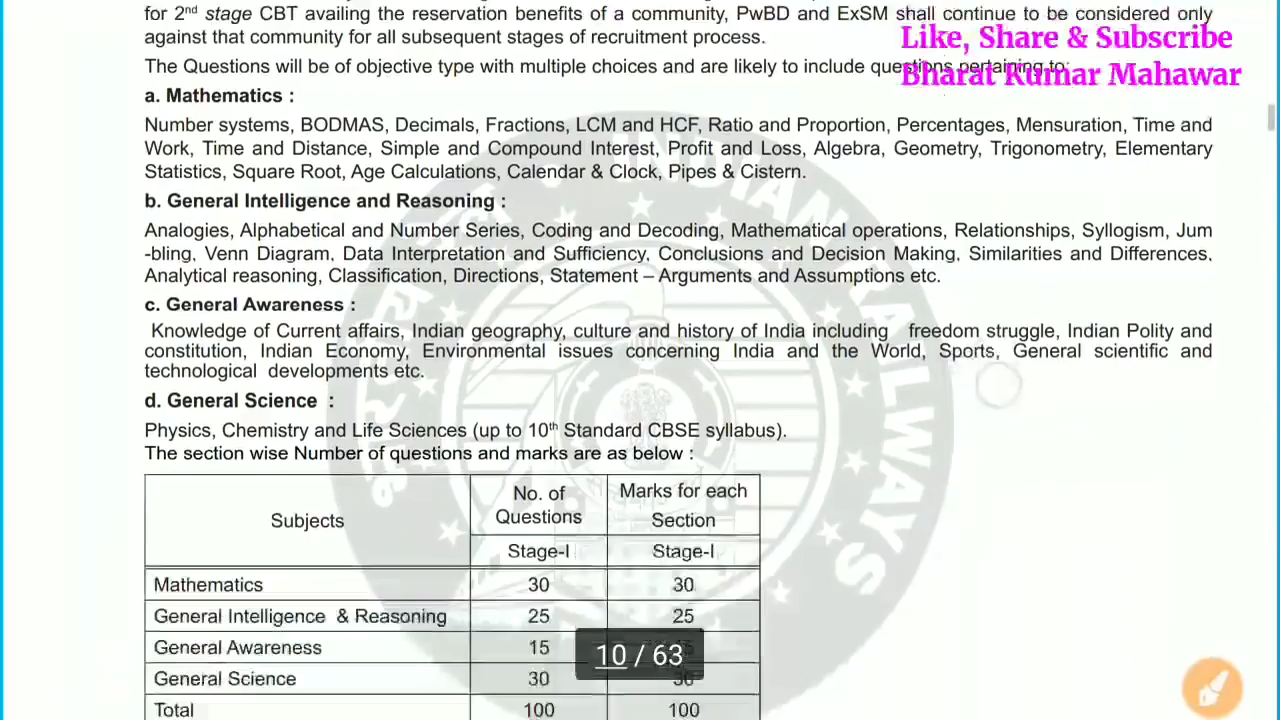 for 2nd stage CBT availing the reservation benefits of a community, PwBD and ExSM shall continue to be considered only
against that community for all subsequent stages of recruitment process.
Like, Share & Subscribe
The Questions will be of objective type with multiple choices and are likely to include questions pertaining to:
Bharat Kumar Mahawar
a. Mathematics :
Number systems, BODMAS, Decimals, Fractions, LCM and HCF, Ratio and Proportion, Percentages, Mensuration, Time and
Work, Time and Distance, Simple and Compound Interest, Profit and Loss, Algebra, Geometry, Trigonometry, Elementary
Statistics, Square Root, Age Calculations, Calendar & Clock, Pipes & Cistern.
b. General Intelligence and Reasoning :
Analogies, Alphabetical and Number Series, Coding and Decoding, Mathematical operations, Relationships, Syllogism, Jum
-bling, Venn Diagram, Data Interpretation and Sufficiency, Conclusions and Decision Making, Similarities and Differences,
Analytical reasoning, Classification, Directions, Statement – Arguments and Assumptions etc.
c. General Awareness :
Knowledge of Current affairs, Indian geography, culture and history of India including freedom struggle, Indian Polity and
constitution, Indian Economy, Environmental issues concerning India and the World, Sports, General scientific and
technological developments etc.
d. General Science :
Physics, Chemistry and Life Sciences (up to 10th Standard CBSE syllabus).
The section wise Number of questions and marks are as below :
Subjects
No. of
Questions
Marks for each
Section
Stage-I Stage-I
Mathematics 30 30
General Intelligence & Reasoning 25 25
General Awareness 15
General Science 30 30
Total 100 100
10 / 63
INDIAN RAILWAYS
भारतीय रेल